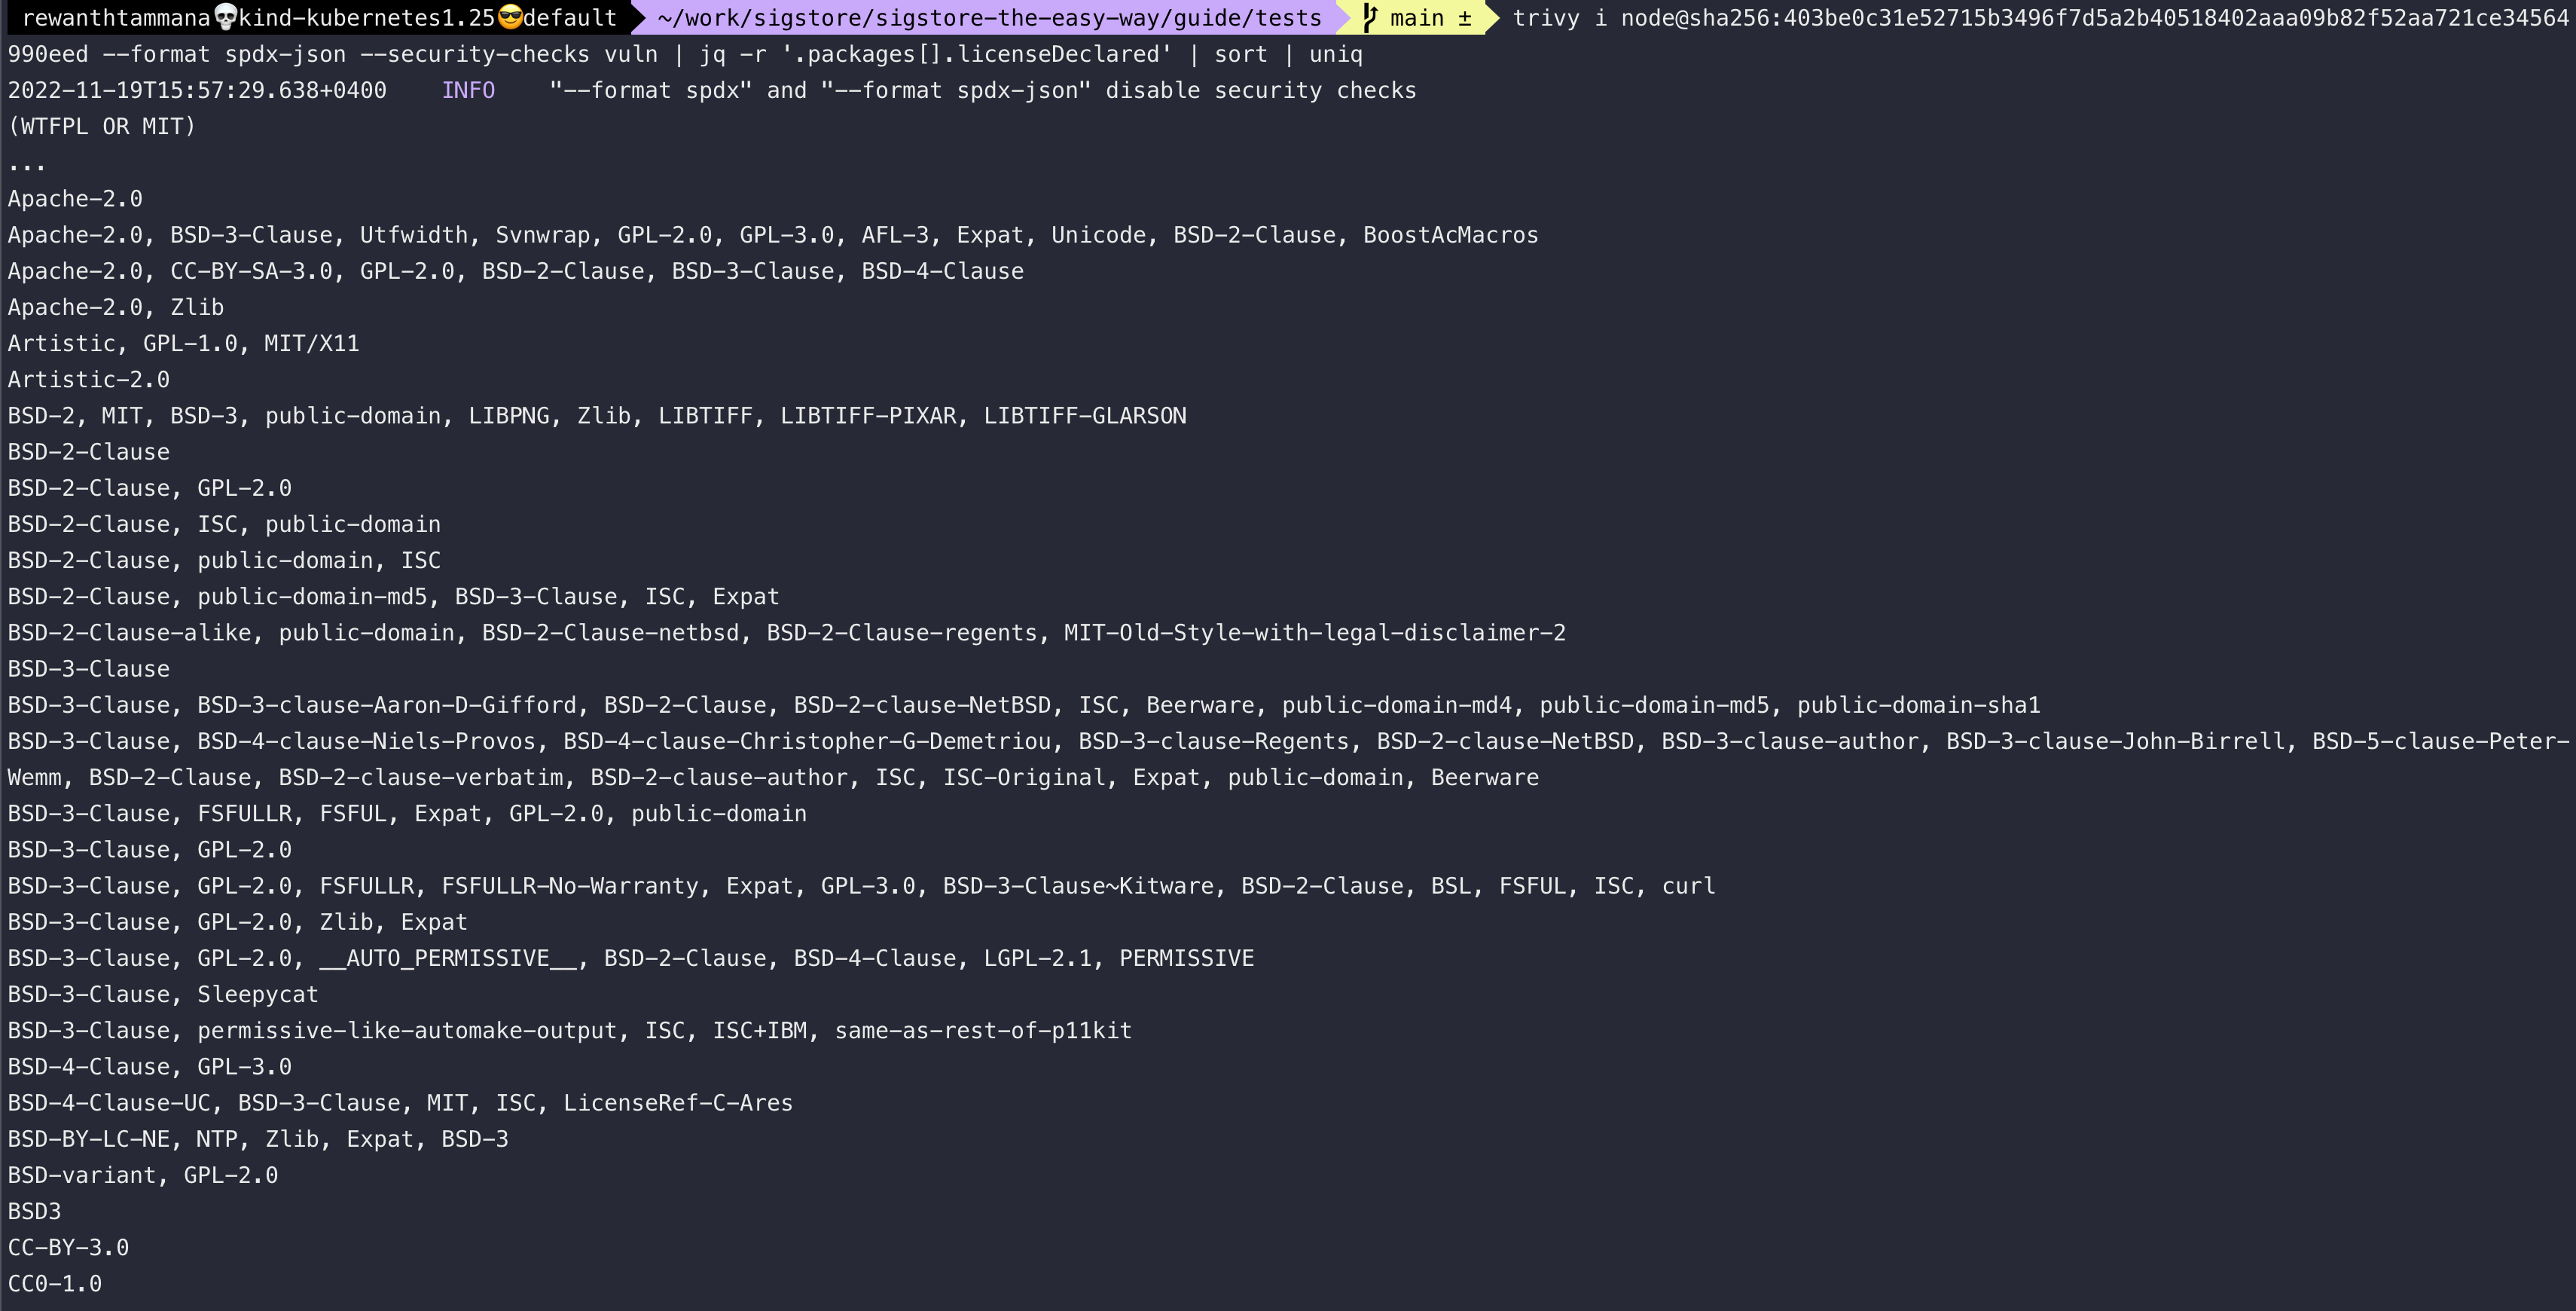 rewanthtammana💀kind-kubernetes1.25😎default ~/work/sigstore/sigstore-the-easy-way/guide/tests main ± trivy i node@sha256:403be0c31e52715b3496f7d5a2b40518402aaa09b82f52aa721ce34564
990eed --format spdx-json --security-checks vuln | jq -r '.packages[].licenseDeclared' | sort | uniq
2022-11-19T15:57:29.638+0400 INFO "--format spdx" and "--format spdx-json" disable security checks
(WTFPL OR MIT)
...
Apache-2.0
Apache-2.0, BSD-3-Clause, Utfwidth, Svnwrap, GPL-2.0, GPL-3.0, AFL-3, Expat, Unicode, BSD-2-Clause, BoostAcMacros
Apache-2.0, CC-BY-SA-3.0, GPL-2.0, BSD-2-Clause, BSD-3-Clause, BSD-4-Clause
Apache-2.0, Zlib
Artistic, GPL-1.0, MIT/X11
Artistic-2.0
BSD-2, MIT, BSD-3, public-domain, LIBPNG, Zlib, LIBTIFF, LIBTIFF-PIXAR, LIBTIFF-GLARSON
BSD-2-Clause
BSD-2-Clause, GPL-2.0
BSD-2-Clause, ISC, public-domain
BSD-2-Clause, public-domain, ISC
BSD-2-Clause, public-domain-md5, BSD-3-Clause, ISC, Expat
BSD-2-Clause-alike, public-domain, BSD-2-Clause-netbsd, BSD-2-Clause-regents, MIT-Old-Style-with-legal-disclaimer-2
BSD-3-Clause
BSD-3-Clause, BSD-3-clause-Aaron-D-Gifford, BSD-2-Clause, BSD-2-clause-NetBSD, ISC, Beerware, public-domain-md4, public-domain-md5, public-domain-sha1
BSD-3-Clause, BSD-4-clause-Niels-Provos, BSD-4-clause-Christopher-G-Demetriou, BSD-3-clause-Regents, BSD-2-clause-NetBSD, BSD-3-clause-author, BSD-3-clause-John-Birrell, BSD-5-clause-Peter-
Wemm, BSD-2-Clause, BSD-2-clause-verbatim, BSD-2-clause-author, ISC, ISC-Original, Expat, public-domain, Beerware
BSD-3-Clause, FSFULLR, FSFUL, Expat, GPL-2.0, public-domain
BSD-3-Clause, GPL-2.0
BSD-3-Clause, GPL-2.0, FSFULLR, FSFULLR-No-Warranty, Expat, GPL-3.0, BSD-3-Clause~Kitware, BSD-2-Clause, BSL, FSFUL, ISC, curl
BSD-3-Clause, GPL-2.0, Zlib, Expat
BSD-3-Clause, GPL-2.0, __AUTO_PERMISSIVE__, BSD-2-Clause, BSD-4-Clause, LGPL-2.1, PERMISSIVE
BSD-3-Clause, Sleepycat
BSD-3-Clause, permissive-like-automake-output, ISC, ISC+IBM, same-as-rest-of-p11kit
BSD-4-Clause, GPL-3.0
BSD-4-Clause-UC, BSD-3-Clause, MIT, ISC, LicenseRef-C-Ares
BSD-BY-LC-NE, NTP, Zlib, Expat, BSD-3
BSD-variant, GPL-2.0
BSD3
CC-BY-3.0
CC0-1.0